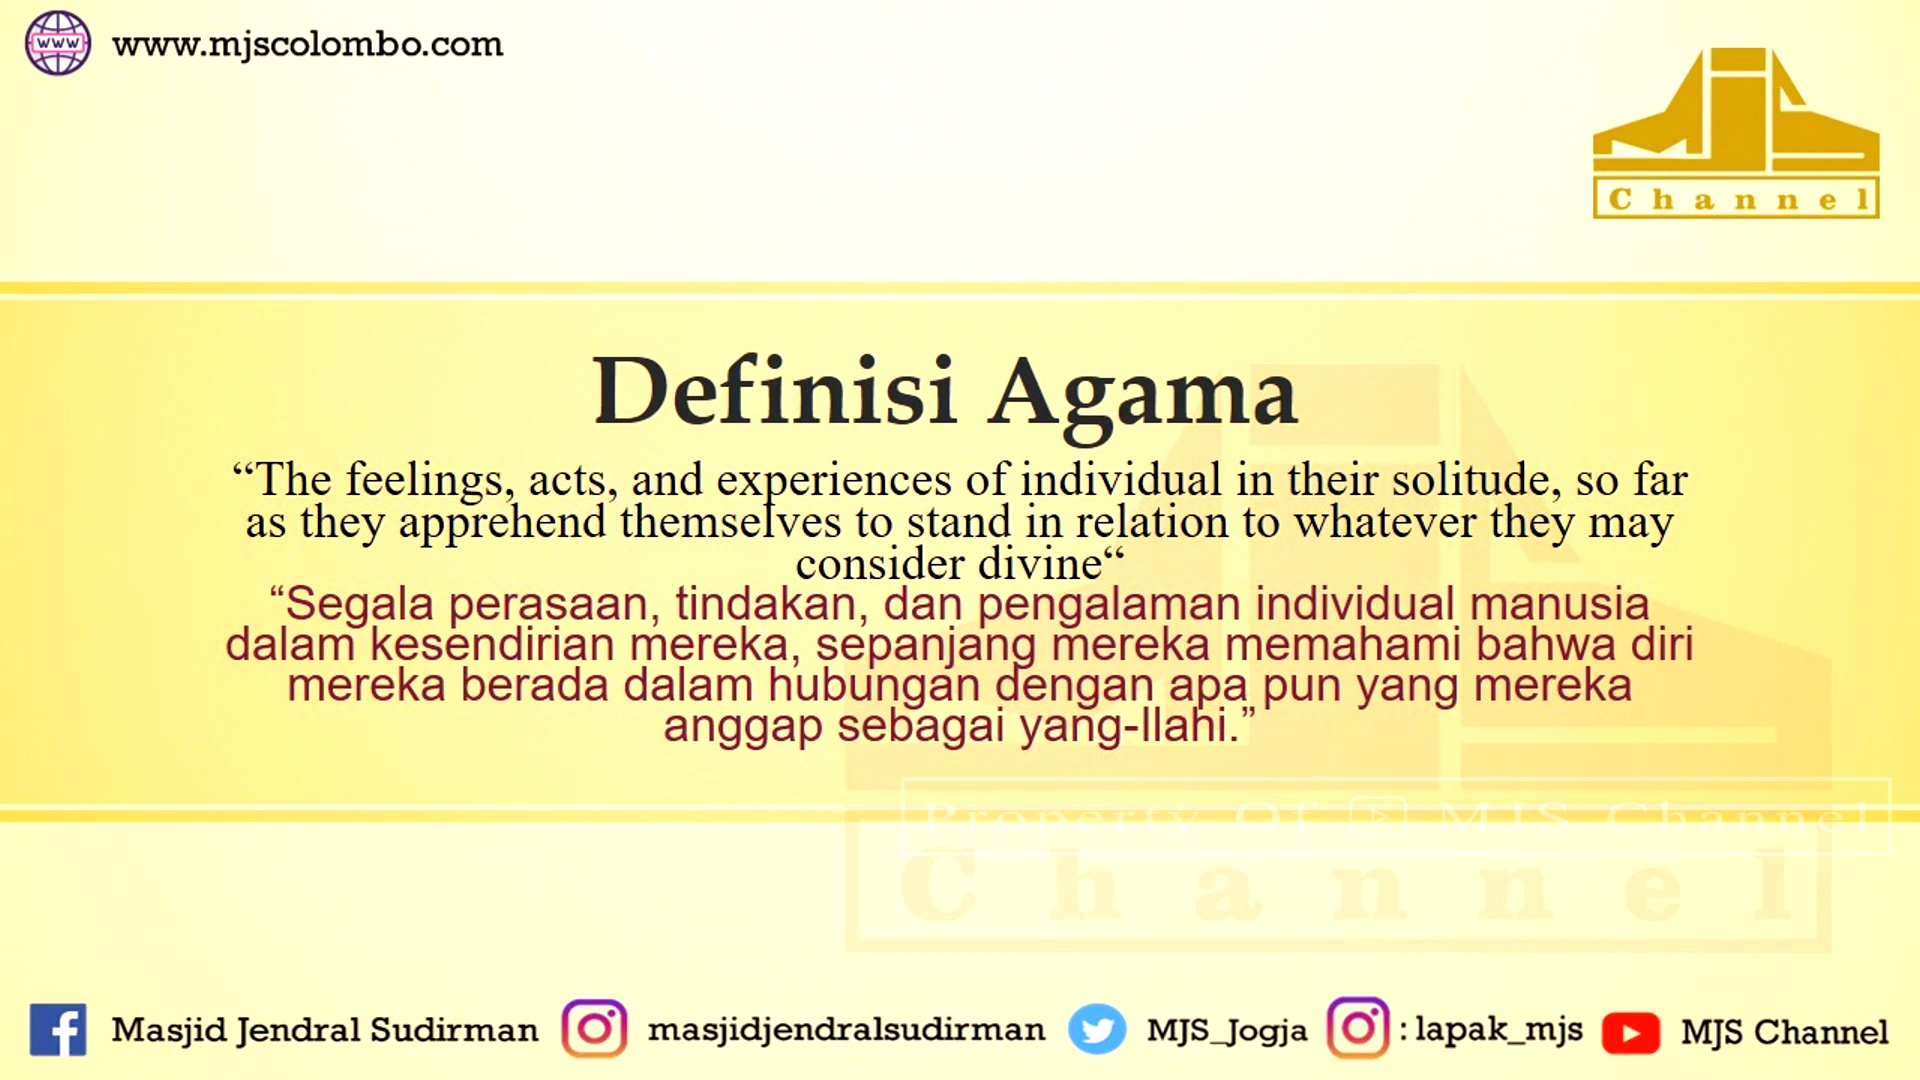 www
www.mjscolombo.com
MJS
Channel
Definisi Agama
“The feelings, acts, and experiences of individual in their solitude, so far
as they apprehend themselves to stand in relation to whatever they may
consider divine“
“Segala perasaan, tindakan, dan pengalaman individual manusia
dalam kesendirian mereka, sepanjang mereka memahami bahwa diri
mereka berada dalam hubungan dengan apa pun yang mereka
anggap sebagai yang-Ilahi.”
Property Of MJS Channel
Channel
Masjid Jendral Sudirman masjidjendralsudirman MJS_Jogja : lapak_mjs MJS Channel